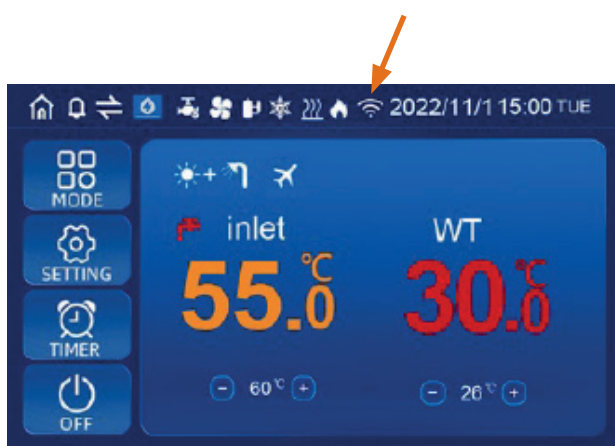 2022/11/1 15:00 TUE
MODE
inlet
WT
SETTING
55.0°C
30.0°C
TIMER
60°C
26°C
OFF